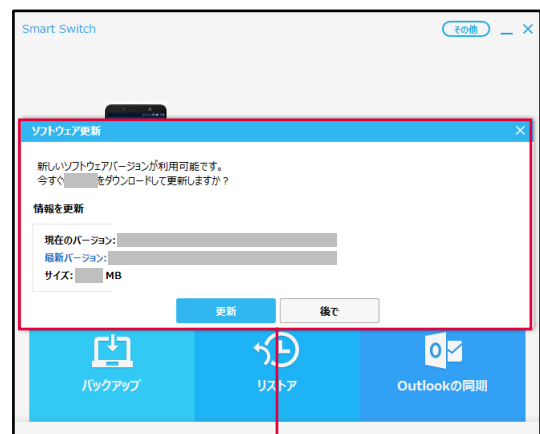 Smart Switch
その他
ソフトウェア更新
新しいソフトウェアバージョンが利用可能です。
今すぐ をダウンロードして更新しますか？
情報を更新
現在のバージョン:
最新バージョン:
サイズ: MB
更新 後で
バックアップ リストア Outlookの同期